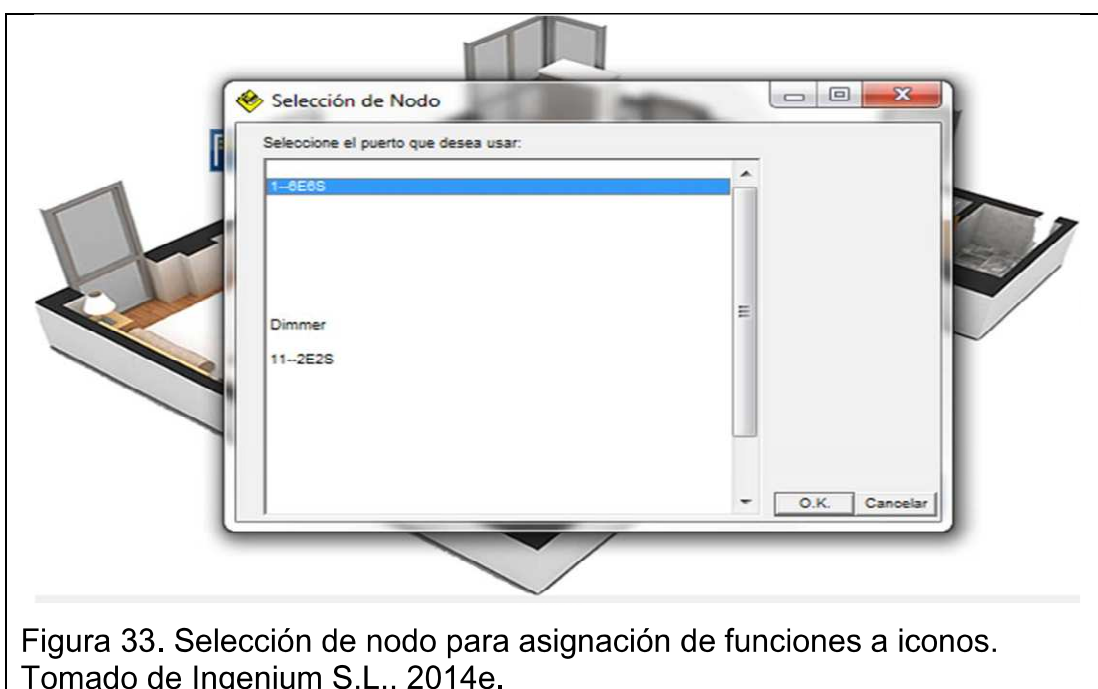 Selección de Nodo
Seleccione el puerto que desea usar:
1--6E6S
Dimmer
11--2E2S
O.K. Cancelar
Figura 33. Selección de nodo para asignación de funciones a iconos.
Tomado de Ingenium S.L., 2014e.